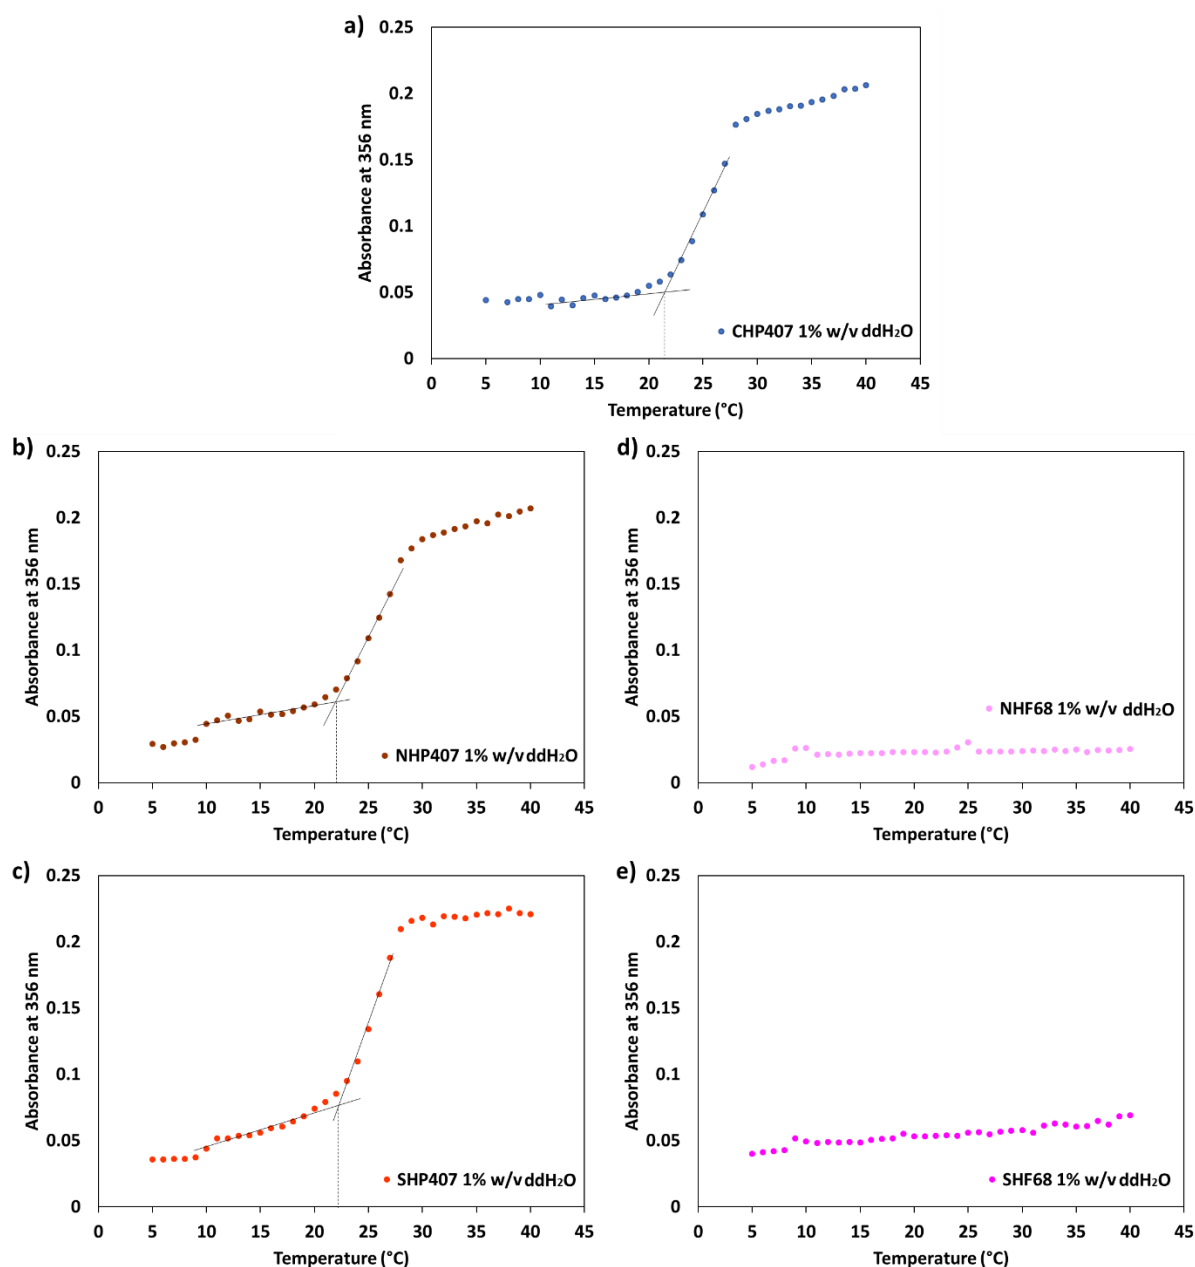 a)
0.25
0.2
0.15
0.1
0.05
0
Absorbance at 356 nm
CHP407 1% w/v ddH₂O
0 5 10 15 20 25 30 35 40 45
Temperature (°C)
b)
0.25
0.2
0.15
0.1
0.05
0
Absorbance at 356 nm
NHP407 1% w/v ddH₂O
0 5 10 15 20 25 30 35 40 45
Temperature (°C)
d)
0.25
0.2
0.15
0.1
0.05
0
Absorbance at 356 nm
NHF68 1% w/v ddH₂O
0 5 10 15 20 25 30 35 40 45
Temperature (°C)
c)
0.25
0.2
0.15
0.1
0.05
0
Absorbance at 356 nm
SHP407 1% w/v ddH₂O
0 5 10 15 20 25 30 35 40 45
Temperature (°C)
e)
0.25
0.2
0.15
0.1
0.05
0
Absorbance at 356 nm
SHF68 1% w/v ddH₂O
0 5 10 15 20 25 30 35 40 45
Temperature (°C)